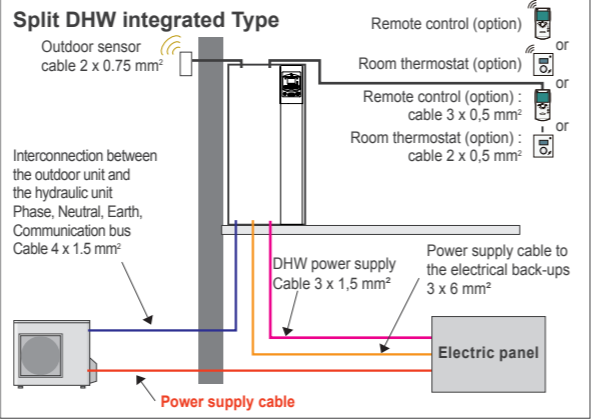 Split DHW integrated Type
Outdoor sensor
cable 2 x 0.75 mm²
Remote control (option)
or
Room thermostat (option)
or
Remote control (option) :
cable 3 x 0,5 mm²
or
Room thermostat (option) :
cable 2 x 0,5 mm²
Interconnection between
the outdoor unit and
the hydraulic unit
Phase, Neutral, Earth,
Communication bus
Cable 4 x 1.5 mm²
DHW power supply
Cable 3 x 1,5 mm²
Power supply cable to
the electrical back-ups
3 x 6 mm²
Electric panel
Power supply cable